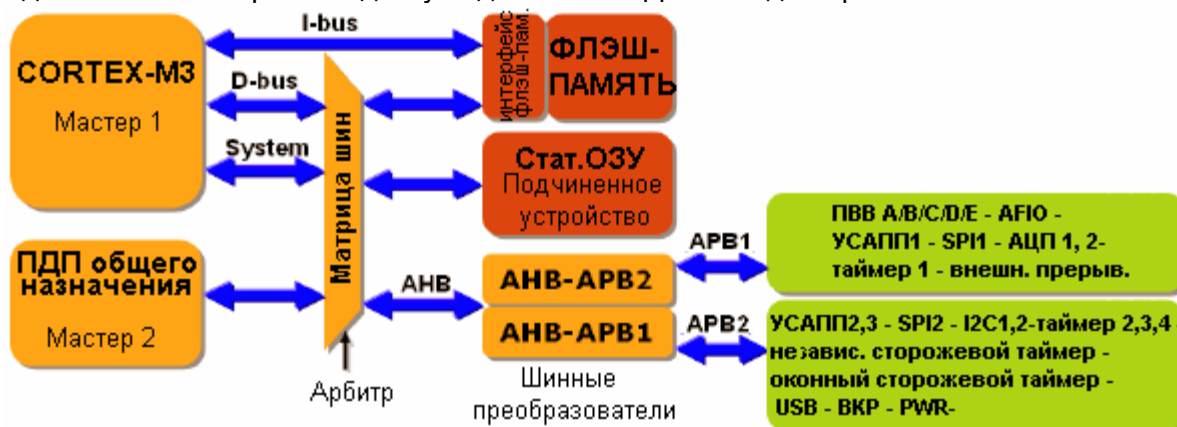 I-bus
CORTEX-M3
Мастер 1
D-bus
System
Матрица шин
интерфейс
флэш-пам.
ФЛЭШ-
ПАМЯТЬ
Стат.ОЗУ
Подчиненное
устройство
ПДП общего
назначения
Мастер 2
AHB
AHB-APB2
AHB-APB1
Арбитр
Шинные
преобразователи
APB1
ПВВ A/B/C/D/E - AFIO -
УСАПП1 - SPI1 - АЦП 1, 2-
таймер 1 - внешн. прерыв.
APB2
УСАПП2,3 - SPI2 - I2C1,2-таймер 2,3,4 -
независ. сторожевой таймер -
оконный сторожевой таймер -
USB - BKP - PWR-